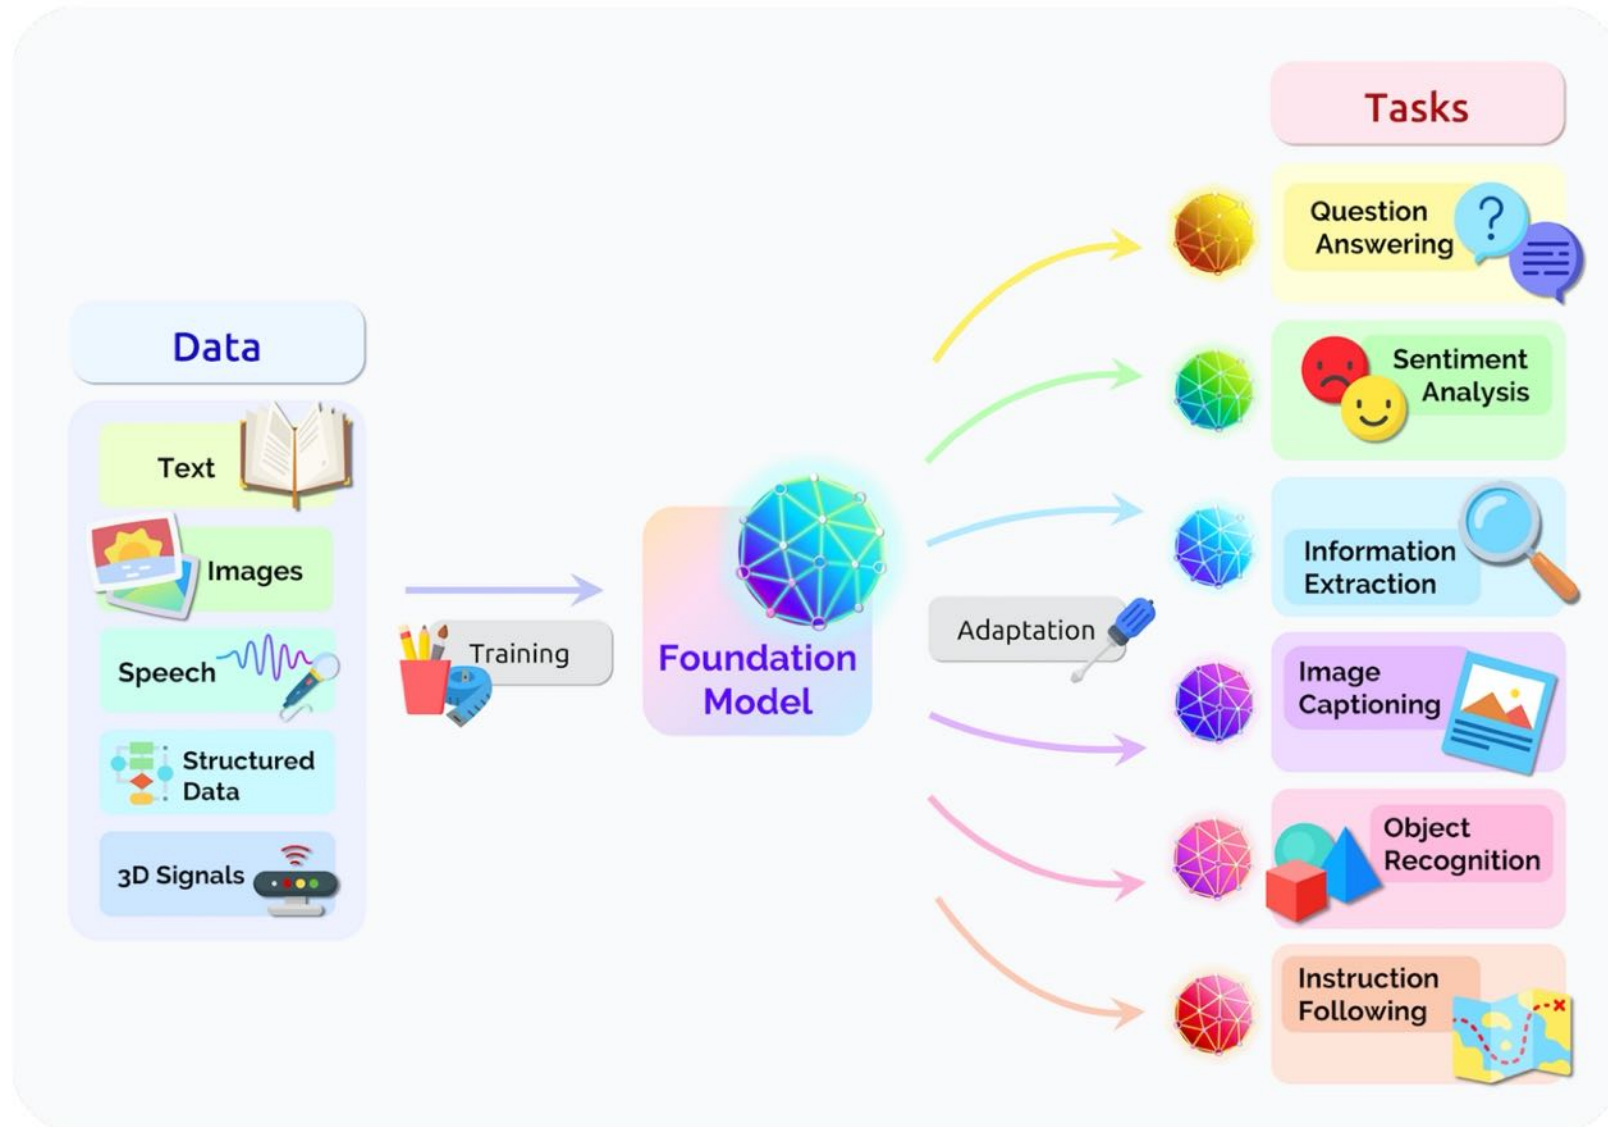 Data
Text
Images
Speech
Structured
Data
3D Signals
Training
Foundation
Model
Adaptation
Tasks
Question
Answering
Sentiment
Analysis
Information
Extraction
Image
Captioning
Object
Recognition
Instruction
Following